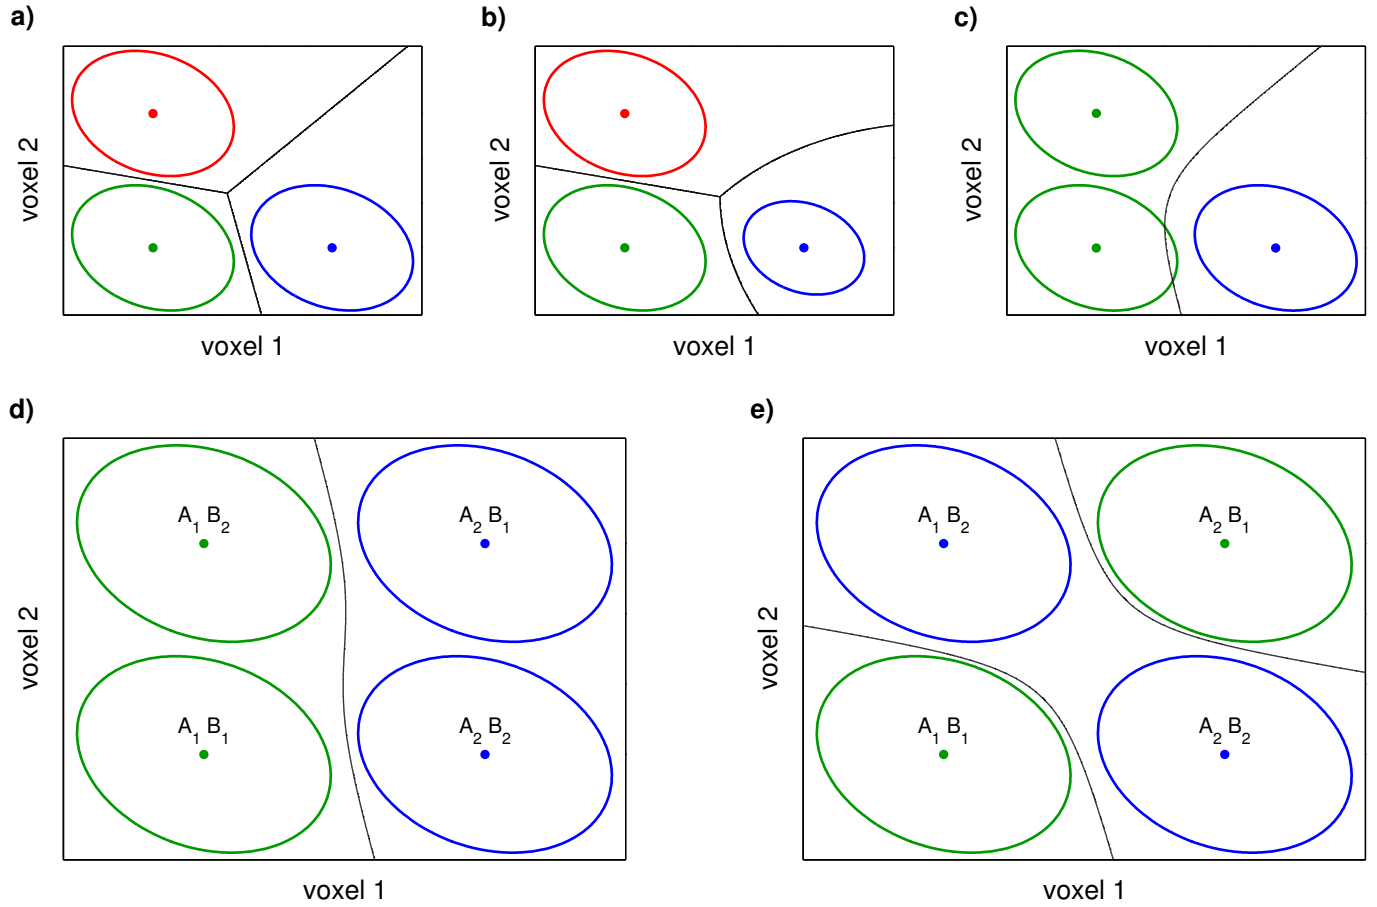 a)
b)
c)
voxel 2
voxel 2
voxel 2
voxel 1
voxel 1
voxel 1
d)
e)
A1 B2
A2 B1
A1 B2
A2 B1
voxel 2
voxel 2
A1 B1
A2 B2
A1 B1
A2 B2
voxel 1
voxel 1